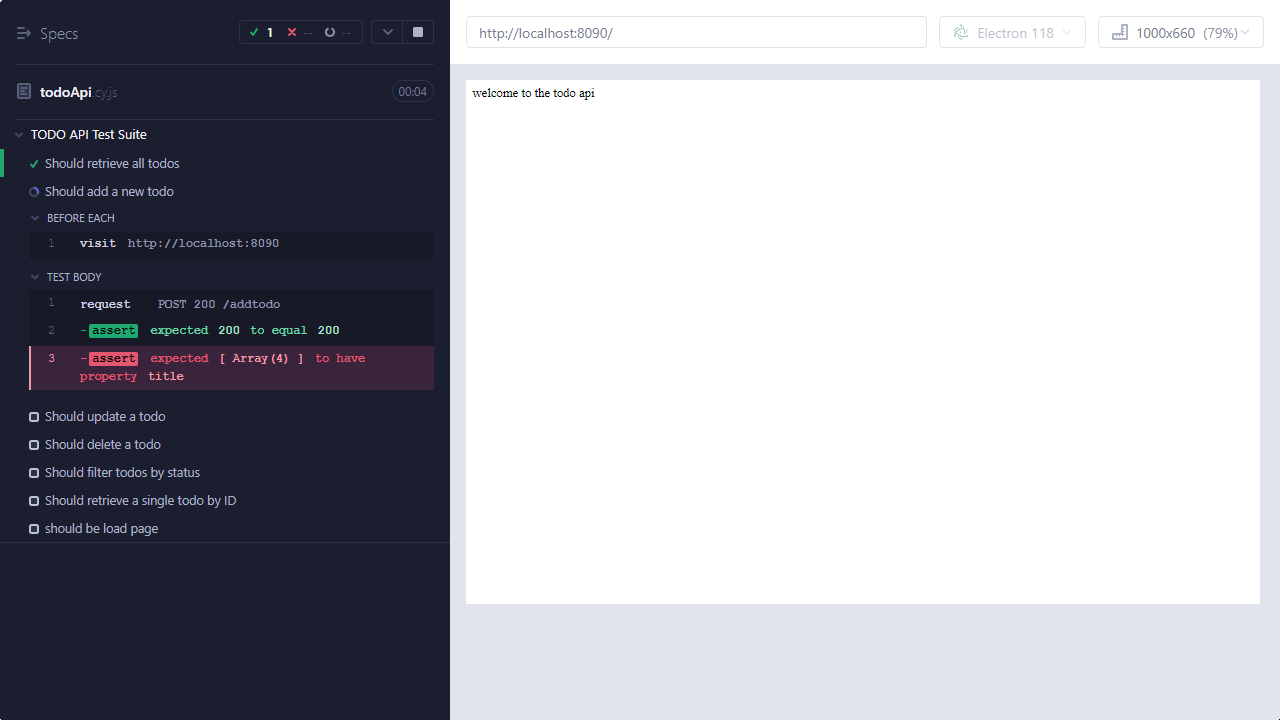 Specs
1 -- --
todoApi.cy.js 00:04
TODO API Test Suite
Should retrieve all todos
Should add a new todo
BEFORE EACH
1 visit http://localhost:8090
TEST BODY
1 request POST 200 /addtodo
2 -assert expected 200 to equal 200
3 -assert expected [ Array(4) ] to have
property title
Should update a todo
Should delete a todo
Should filter todos by status
Should retrieve a single todo by ID
should be load page
http://localhost:8090/
Electron 118
1000x660 (79%)
welcome to the todo api